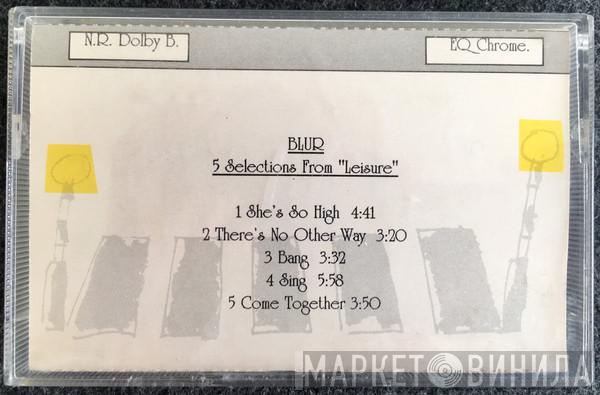 N.R. Dolby B.
EQ Chrome.
BLUR
5 Selections From "Leisure"
1 She's So High 4:41
2 There's No Other Way 3:20
3 Bang 3:32
4 Sing 5:58
5 Come Together 3:50
МАРКЕТ ВИНИЛА